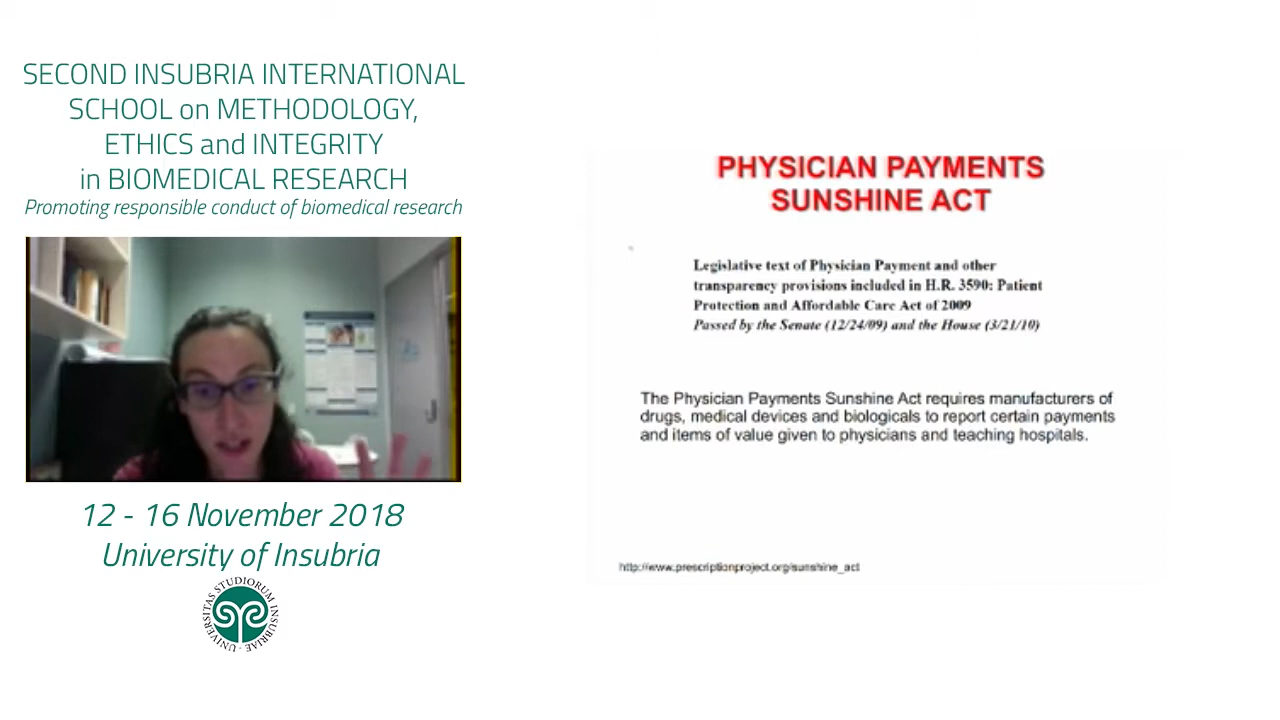 SECOND INSUBRIA INTERNATIONAL
SCHOOL on METHODOLOGY,
ETHICS and INTEGRITY
in BIOMEDICAL RESEARCH
Promoting responsible conduct of biomedical research
12 - 16 November 2018
University of Insubria
UNIVERSITAS STUDIORUM INSUBRIAE
PHYSICIAN PAYMENTS
SUNSHINE ACT
Legislative text of Physician Payment and other
transparency provisions included in H.R. 3590: Patient
Protection and Affordable Care Act of 2009
Passed by the Senate (12/24/09) and the House (3/21/10)
The Physician Payments Sunshine Act requires manufacturers of
drugs, medical devices and biologicals to report certain payments
and items of value given to physicians and teaching hospitals.
http://www.prescriptionproject.org/sunshine_act